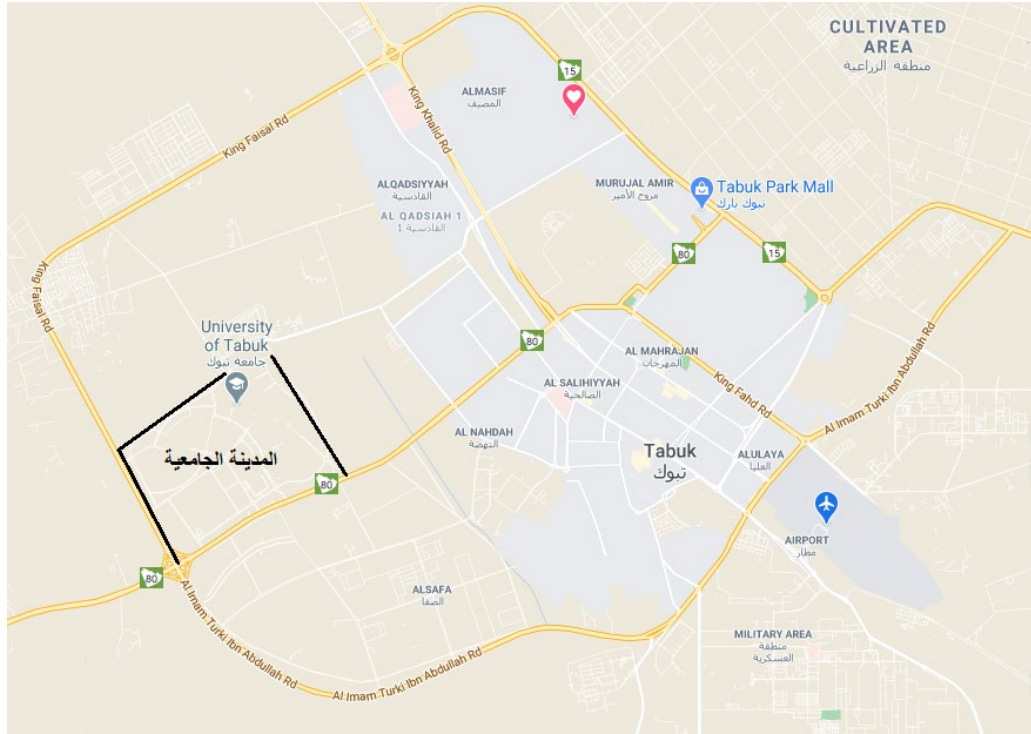 CULTIVATED
AREA
منطقة الزراعية
15
ALMASIF
المصيف
King Faisal Rd
King Khalid Rd
MURUJAL AMIR
مروج الأمير
Tabuk Park Mall
تبوك بارك
ALQADSIYYAH
القادسية
AL QADSIAH 1
القادسية 1
80
15
King Faisal Rd
University
of Tabuk
جامعة تبوك
80
AL MAHRAJAN
المهرجان
King Fahd Rd
Al Imam Turki Ibn Abdullah Rd
AL SALIHIYYAH
الصالحية
AL NAHDAH
النهضة
Tabuk
تبوك
ALULAYA
العليا
المدينة الجامعية
80
AIRPORT
مطار
80
ALSAFA
الصفا
Al Imam Turki Ibn Abdullah Rd
Al Imam Turki Ibn Abdullah Rd
MILITARY AREA
منطقة
العسكرية